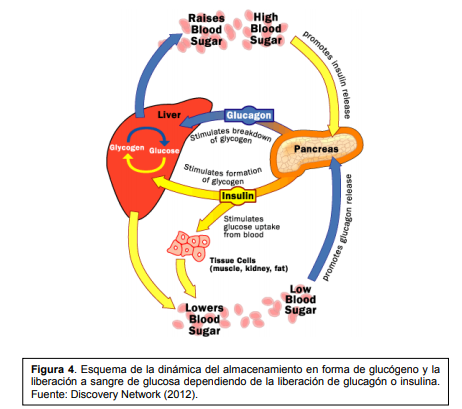 Raises
Blood
Sugar
High
Blood
Sugar
promotes
insulin release
Liver
Glucagon
Stimulates breakdown
of glycogen
Glycogen
Glucose
Pancreas
Stimulates formation
of glycogen
Insulin
Stimulates
glucose uptake
from blood
Tissue Cells
(muscle, kidney, fat)
promotes glucagon release
Lowers
Blood
Sugar
Low
Blood
Sugar
Figura 4. Esquema de la dinámica del almacenamiento en forma de glucógeno y la
liberación a sangre de glucosa dependiendo de la liberación de glucagón o insulina.
Fuente: Discovery Network (2012).